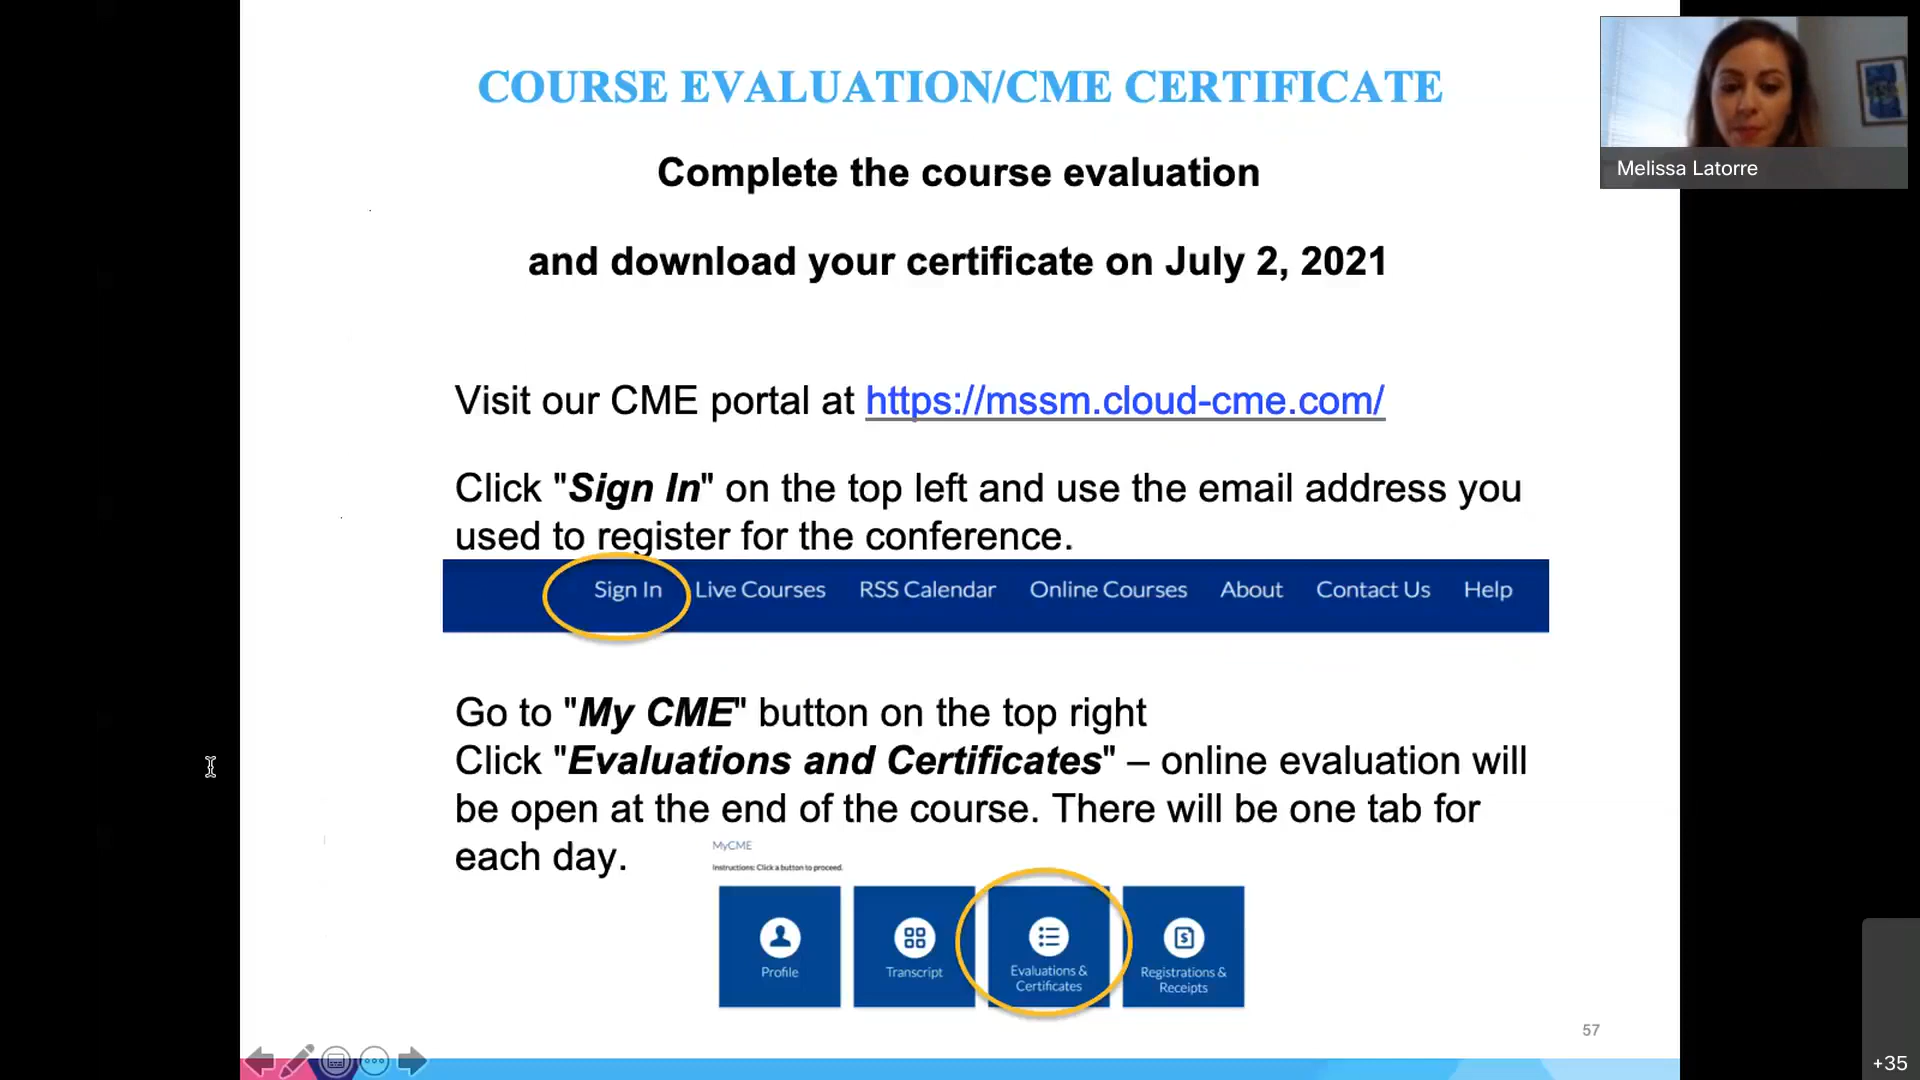 COURSE EVALUATION/CME CERTIFICATE
Melissa Latorre
Complete the course evaluation
and download your certificate on July 2, 2021
Visit our CME portal at https://mssm.cloud-cme.com/
Click "Sign In" on the top left and use the email address you
used to register for the conference.
Sign In Live Courses RSS Calendar Online Courses About Contact Us Help
Go to "My CME" button on the top right
Click "Evaluations and Certificates" – online evaluation will
be open at the end of the course. There will be one tab for
each day.
MyCME
Instructions: Click a button to proceed.
Profile
Transcript
Evaluations &
Certificates
Registrations &
Receipts
57
+35